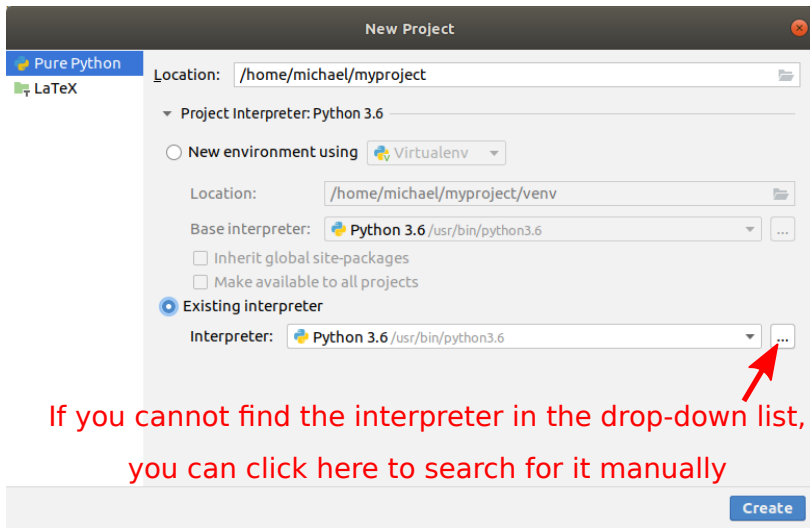 New Project
Pure Python
LaTeX
Location: /home/michael/myproject
Project Interpreter: Python 3.6
New environment using Virtualenv
Location: /home/michael/myproject/venv
Base interpreter: Python 3.6 /usr/bin/python3.6 ...
Inherit global site-packages
Make available to all projects
Existing interpreter
Interpreter: Python 3.6 /usr/bin/python3.6 ...
If you cannot find the interpreter in the drop-down list,
you can click here to search for it manually
Create